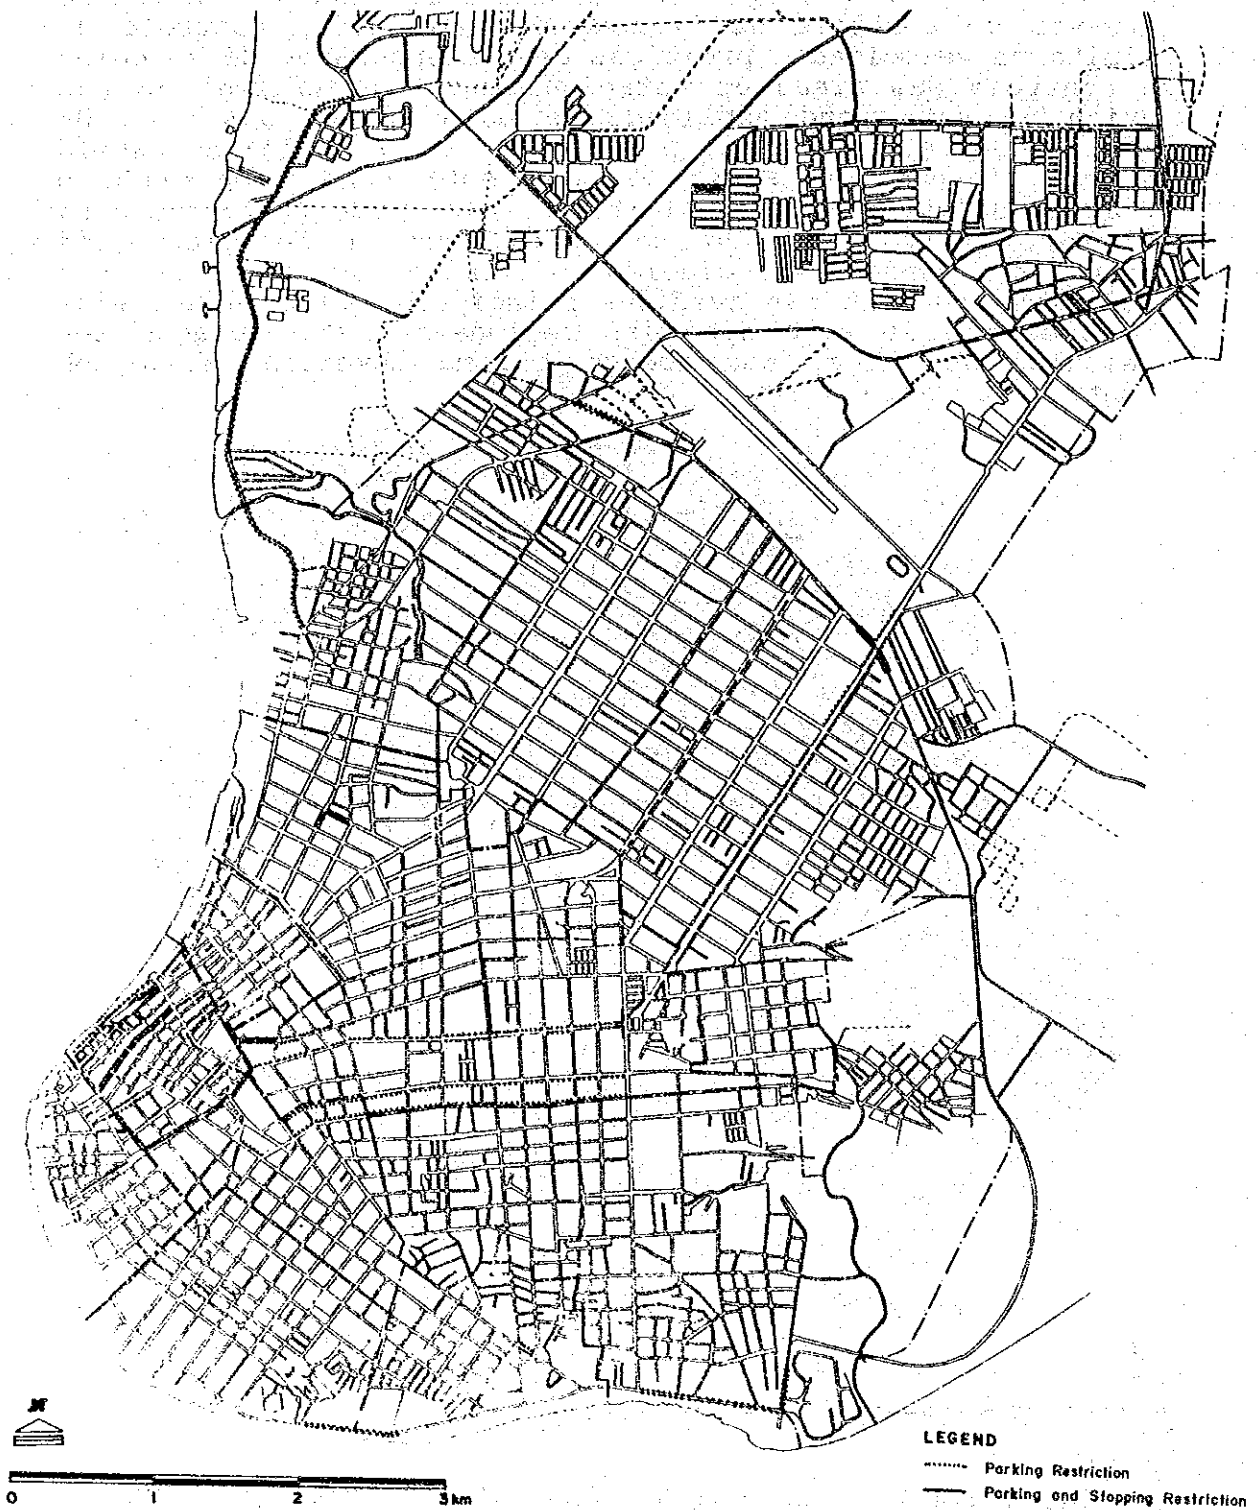 N
0 1 2 3 km
LEGEND
Parking Restriction
Parking and Stopping Restriction